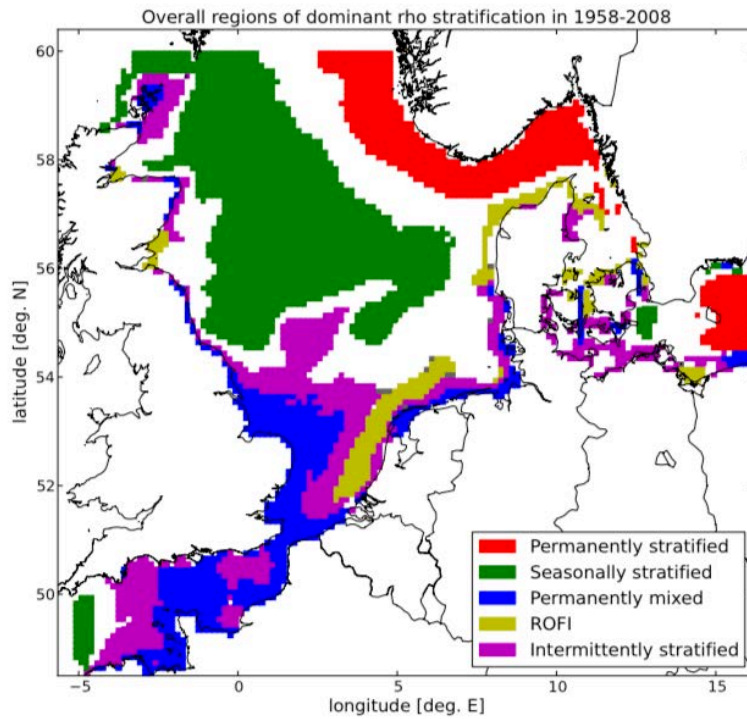 Overall regions of dominant rho stratification in 1958-2008
latitude [deg. N]
60
58
56
54
52
50
−5
0
5
10
15
longitude [deg. E]
Permanently stratified
Seasonally stratified
Permanently mixed
ROFI
Intermittently stratified